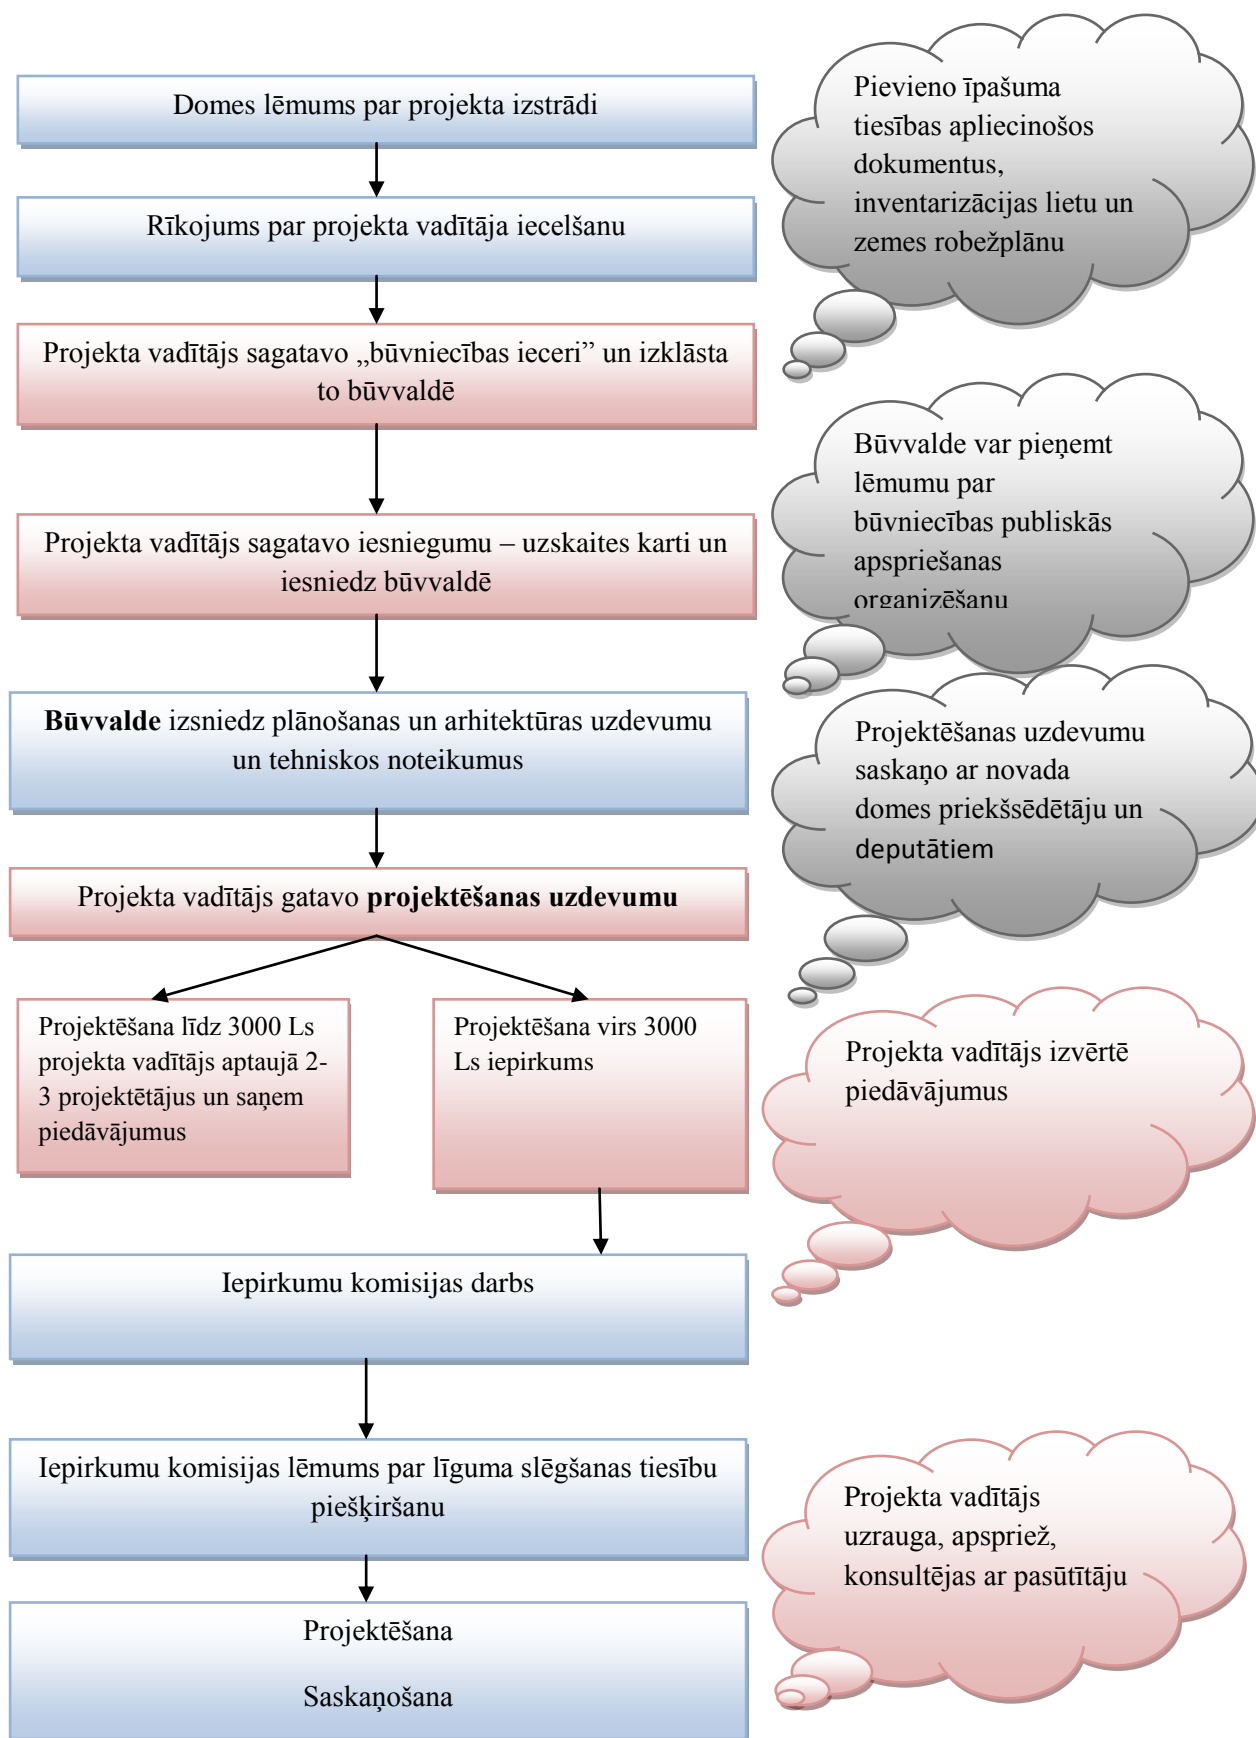 Domes lēmums par projekta izstrādi
Rīkojums par projekta vadītāja iecelšanu
Projekta vadītājs sagatavo „būvniecības ieceri” un izklāsta
to būvvaldē
Projekta vadītājs sagatavo iesniegumu – uzskaites karti un
iesniedz būvvaldē
Būvvalde izsniedz plānošanas un arhitektūras uzdevumu
un tehniskos noteikumus
Projekta vadītājs gatavo projektēšanas uzdevumu
Projektēšana līdz 3000 Ls
projekta vadītājs aptaujā 2-
3 projektētājus un saņem
piedāvājumus
Projektēšana virs 3000
Ls iepirkums
Iepirkumu komisijas darbs
Iepirkumu komisijas lēmums par līguma slēgšanas tiesību
piešķiršanu
Projektēšana
Saskaņošana
Pievieno īpašuma
tiesības apliecinošos
dokumentus,
inventarizācijas lietu un
zemes robežplānu
Būvvalde var pieņemt
lēmumu par
būvniecības publiskās
apspriešanas
organizēšanu
Projektēšanas uzdevumu
saskaņo ar novada
domes priekšsēdētāju un
deputātiem
Projekta vadītājs izvērtē
piedāvājumus
Projekta vadītājs
uzrauga, apspriež,
konsultējas ar pasūtītāju